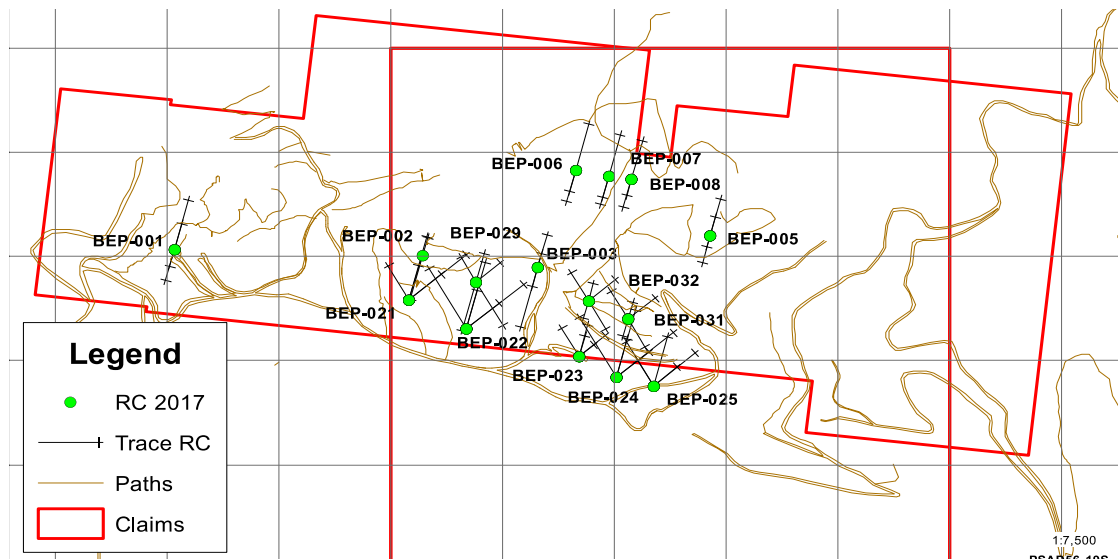 BEP-006
BEP-007
BEP-008
BEP-001
BEP-002
BEP-029
BEP-003
BEP-005
BEP-032
BEP-021
BEP-022
BEP-031
BEP-023
BEP-024
BEP-025
Legend
RC 2017
Trace RC
Paths
Claims
1:7,500
PSAD56-19S